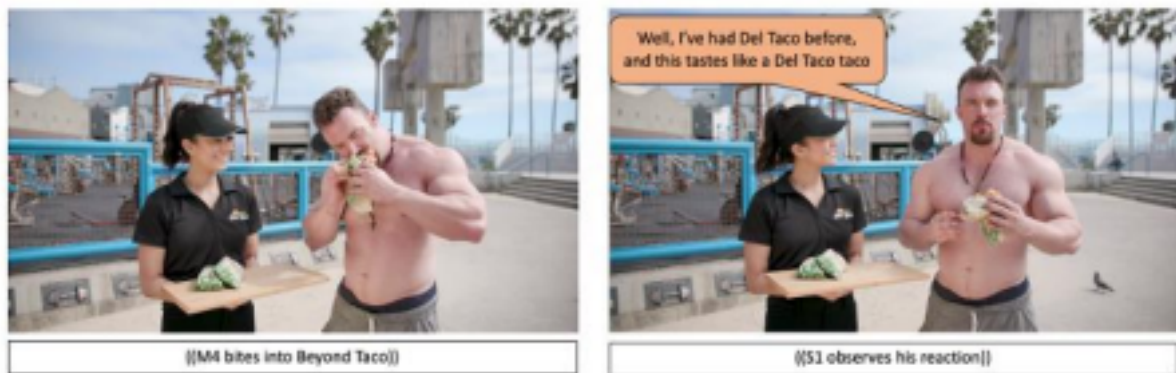 Well, I've had Del Taco before,
and this tastes like a Del Taco taco
((M4 bites into Beyond Taco))
((S1 observes his reaction))